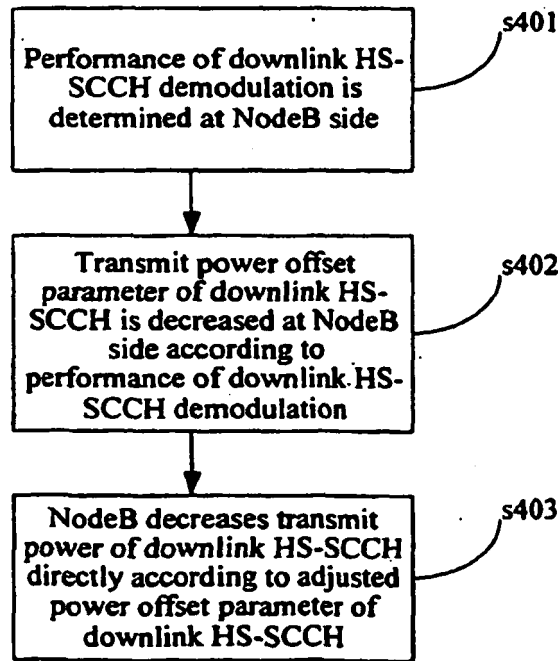 s401
Performance of downlink HS-
SCCH demodulation is
determined at NodeB side
s402
Transmit power offset
parameter of downlink HS-
SCCH is decreased at NodeB
side according to
performance of downlink HS-
SCCH demodulation
s403
NodeB decreases transmit
power of downlink HS-SCCH
directly according to adjusted
power offset parameter of
downlink HS-SCCH